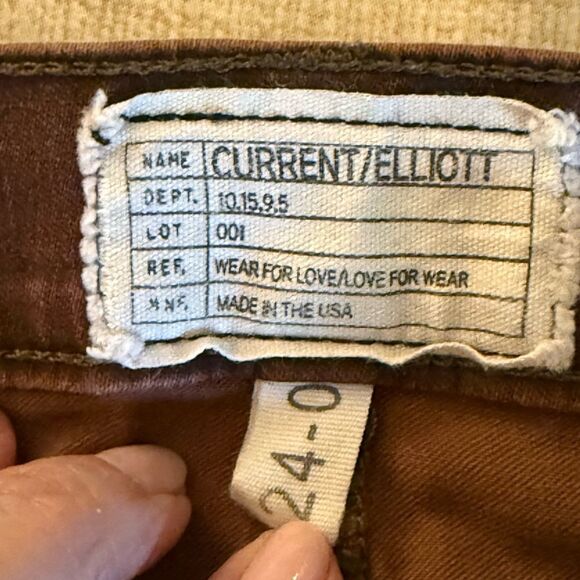 NAME CURRENT/ELLIOTT
DEPT. 10.15.9.5
LOT 001
REF. WEAR FOR LOVE/LOVE FOR WEAR
MNF. MADE IN THE USA
24-0